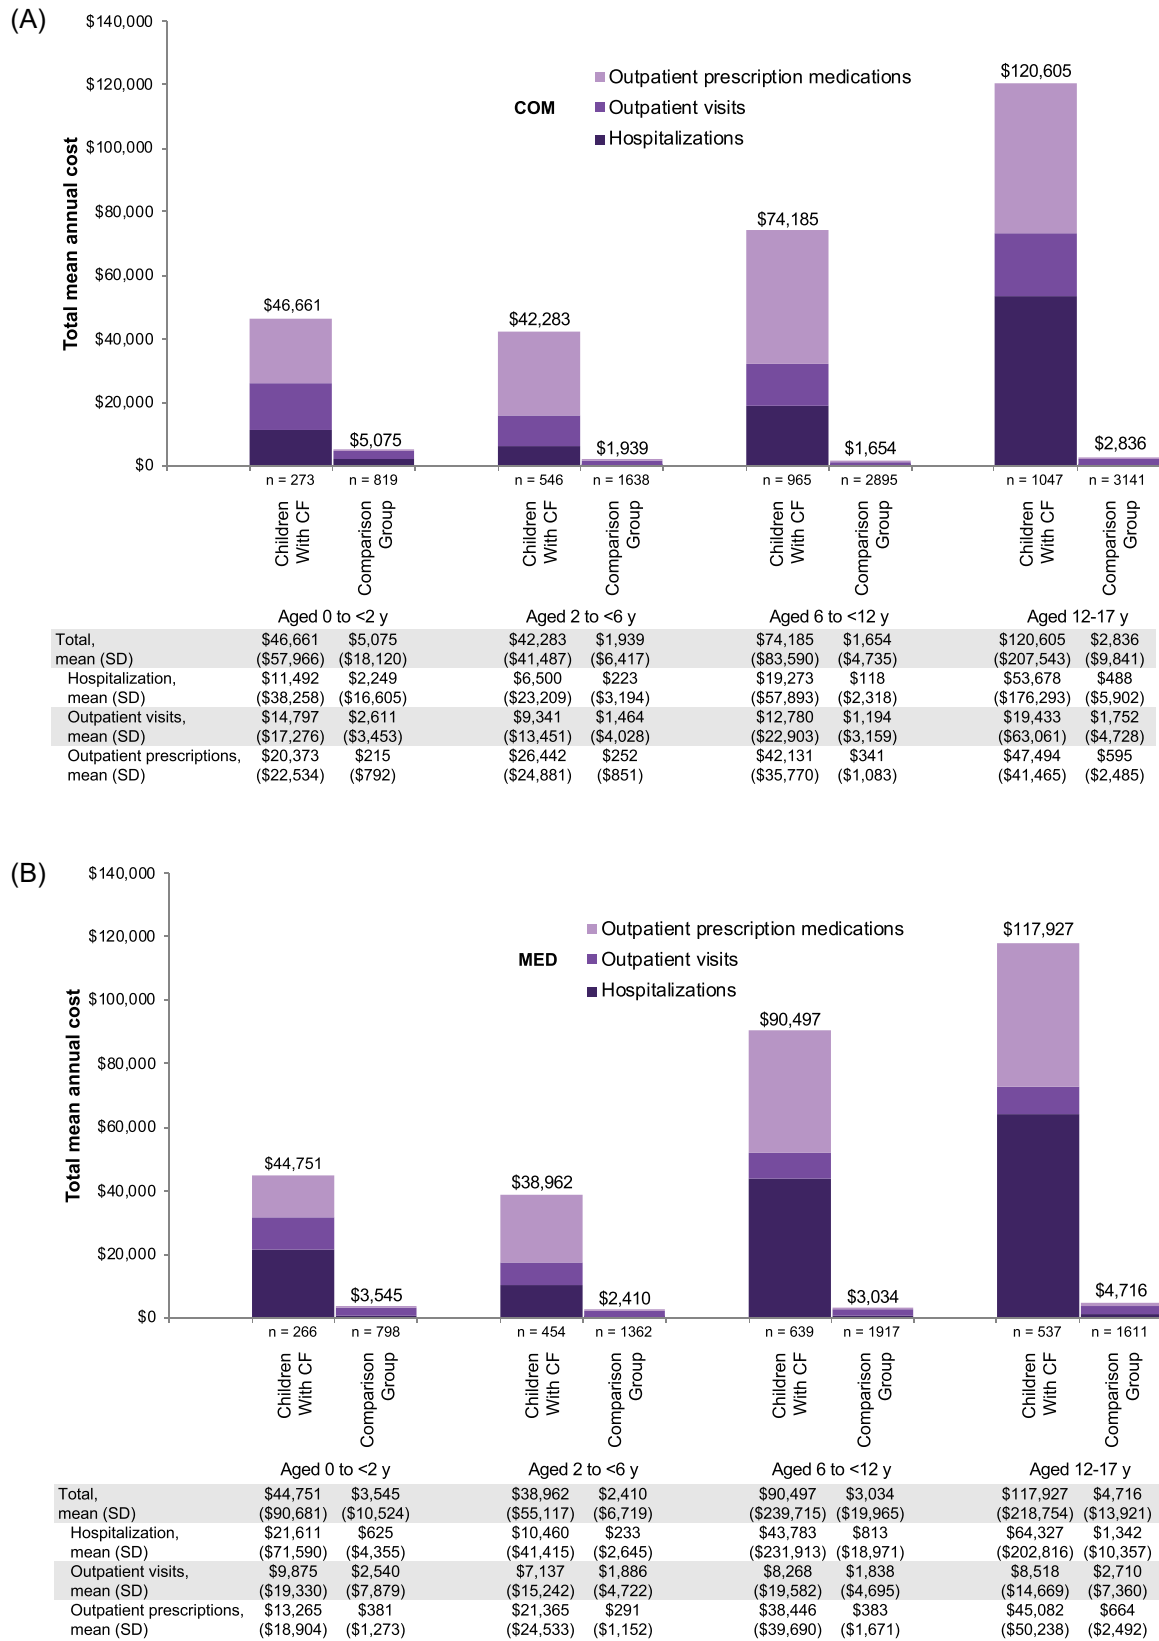 (A)
$140,000
$120,000
$100,000
$80,000
$60,000
$40,000
$20,000
$0
Total mean annual cost
COM
Outpatient prescription medications
Outpatient visits
Hospitalizations
$46,661
$5,075
$42,283
$1,939
$74,185
$1,654
$120,605
$2,836
n = 273 n = 819 n = 546 n = 1638 n = 965 n = 2895 n = 1047 n = 3141
Children With CF
Comparison Group
Children With CF
Comparison Group
Children With CF
Comparison Group
Children With CF
Comparison Group
Aged 0 to <2 y Aged 2 to <6 y Aged 6 to <12 y Aged 12-17 y
Total, $46,661 $5,075 $42,283 $1,939 $74,185 $1,654 $120,605 $2,836
mean (SD) ($57,966) ($18,120) ($41,487) ($6,417) ($83,590) ($4,735) ($207,543) ($9,841)
Hospitalization, $11,492 $2,249 $6,500 $223 $19,273 $118 $53,678 $488
mean (SD) ($38,258) ($16,605) ($23,209) ($3,194) ($57,893) ($2,318) ($176,293) ($5,902)
Outpatient visits, $14,797 $2,611 $9,341 $1,464 $12,780 $1,194 $19,433 $1,752
mean (SD) ($17,276) ($3,453) ($13,451) ($4,028) ($22,903) ($3,159) ($63,061) ($4,728)
Outpatient prescriptions, $20,373 $215 $26,442 $252 $42,131 $341 $47,494 $595
mean (SD) ($22,534) ($792) ($24,881) ($851) ($35,770) ($1,083) ($41,465) ($2,485)
(B)
$140,000
$120,000
$100,000
$80,000
$60,000
$40,000
$20,000
$0
Total mean annual cost
MED
Outpatient prescription medications
Outpatient visits
Hospitalizations
$44,751
$3,545
$38,962
$2,410
$90,497
$3,034
$117,927
$4,716
n = 266 n = 798 n = 454 n = 1362 n = 639 n = 1917 n = 537 n = 1611
Children With CF
Comparison Group
Children With CF
Comparison Group
Children With CF
Comparison Group
Children With CF
Comparison Group
Aged 0 to <2 y Aged 2 to <6 y Aged 6 to <12 y Aged 12-17 y
Total, $44,751 $3,545 $38,962 $2,410 $90,497 $3,034 $117,927 $4,716
mean (SD) ($90,681) ($10,524) ($55,117) ($6,719) ($239,715) ($19,965) ($218,754) ($13,921)
Hospitalization, $21,611 $625 $10,460 $233 $43,783 $813 $64,327 $1,342
mean (SD) ($71,590) ($4,355) ($41,415) ($2,645) ($231,913) ($18,971) ($202,816) ($10,357)
Outpatient visits, $9,875 $2,540 $7,137 $1,886 $8,268 $1,838 $8,518 $2,710
mean (SD) ($19,330) ($7,879) ($15,242) ($4,722) ($19,582) ($4,695) ($14,669) ($7,360)
Outpatient prescriptions, $13,265 $381 $21,365 $291 $38,446 $383 $45,082 $664
mean (SD) ($18,904) ($1,273) ($24,533) ($1,152) ($39,690) ($1,671) ($50,238) ($2,492)